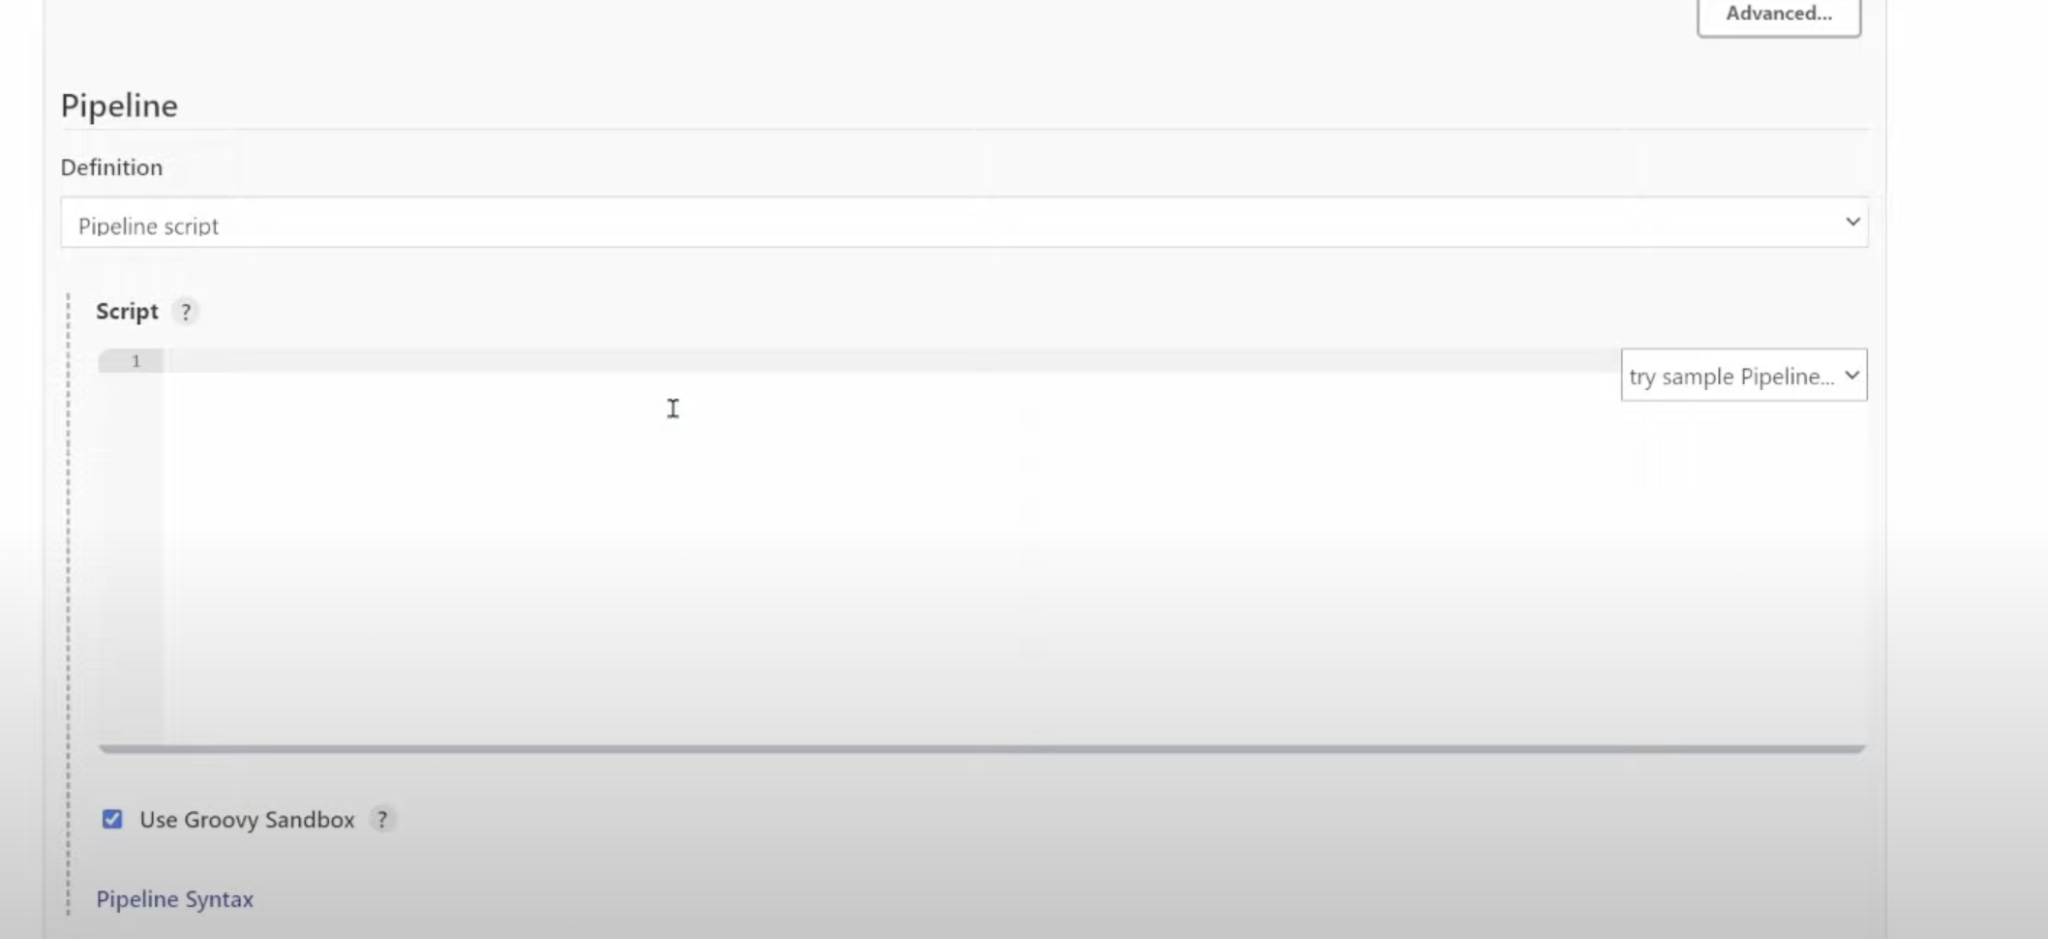 Advanced...
Pipeline
Definition
Pipeline script
Script ?
1
try sample Pipeline...
Use Groovy Sandbox ?
Pipeline Syntax